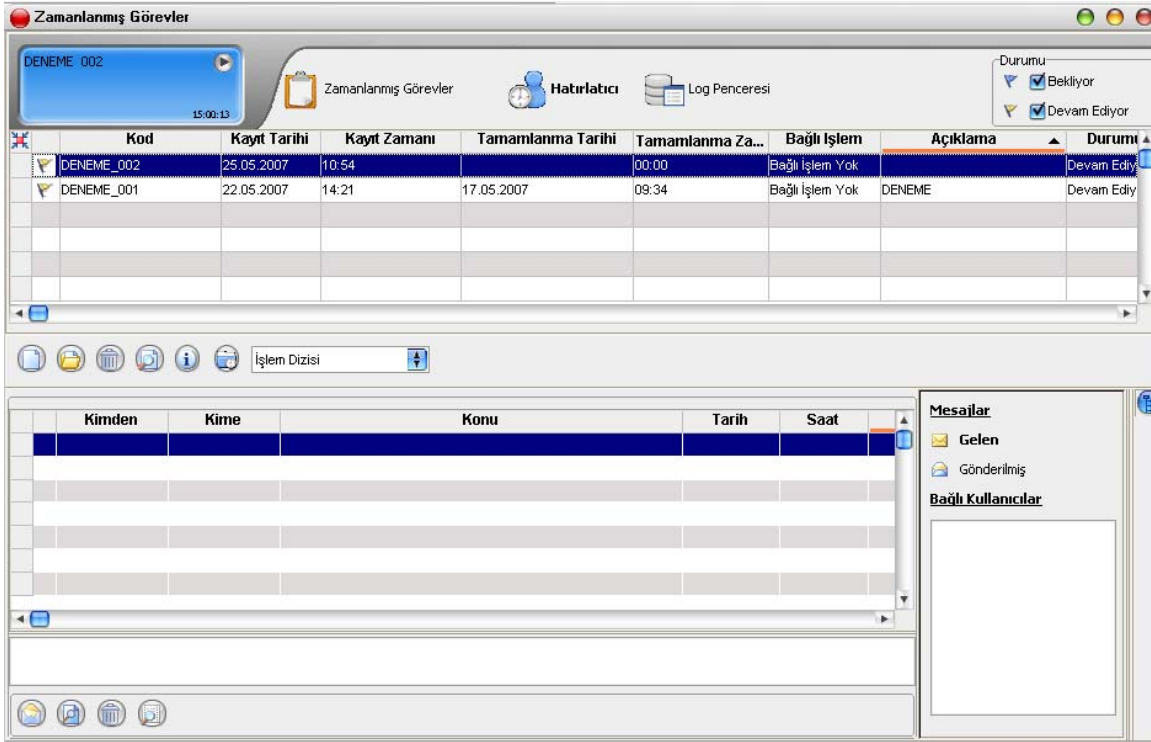 Zamanlanmış Görevler
DENEME_002
15:00:13
Zamanlanmış Görevler
Hatırlatıcı
Log Penceresi
Durumu
Bekliyor
Devam Ediyor
Kod Kayıt Tarihi Kayıt Zamanı Tamamlanma Tarihi Tamamlanma Za... Bağlı İşlem Açıklama Durumu
DENEME_002 25.05.2007 10:54 00:00 Bağlı İşlem Yok Devam Ediy
DENEME_001 22.05.2007 14:21 17.05.2007 09:34 Bağlı İşlem Yok DENEME Devam Ediy
İşlem Dizisi
Kimden Kime Konu Tarih Saat
Mesajlar
Gelen
Gönderilmiş
Bağlı Kullanıcılar